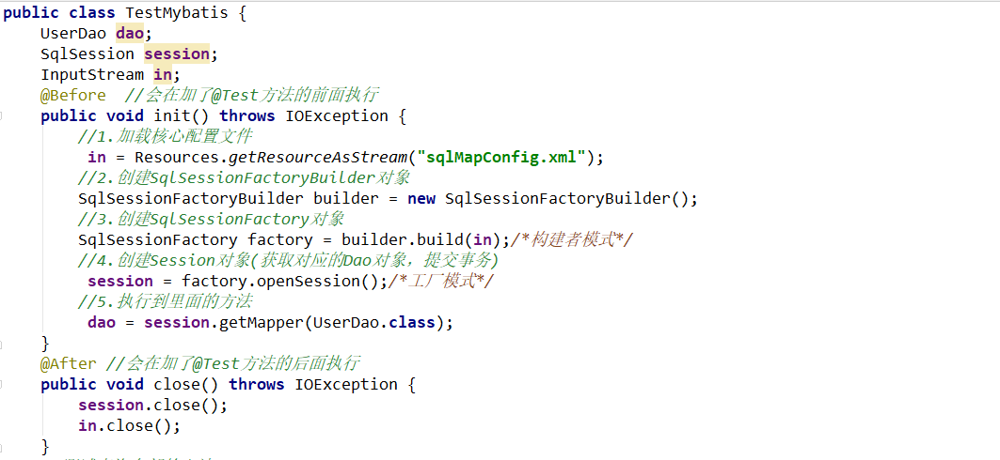 public class TestMybatis {
    UserDao dao;
    SqlSession session;
    InputStream in;
    @Before  //会在加了@Test方法的前面执行
    public void init() throws IOException {
        //1.加载核心配置文件
         in = Resources.getResourceAsStream("sqlMapConfig.xml");
        //2.创建SqlSessionFactoryBuilder对象
        SqlSessionFactoryBuilder builder = new SqlSessionFactoryBuilder();
        //3.创建SqlSessionFactory对象
        SqlSessionFactory factory = builder.build(in);/*构建者模式*/
        //4.创建Session对象(获取对应的Dao对象，提交事务)
         session = factory.openSession();/*工厂模式*/
        //5.执行到里面的方法
         dao = session.getMapper(UserDao.class);
    }
    @After //会在加了@Test方法的后面执行
    public void close() throws IOException {
        session.close();
        in.close();
    }